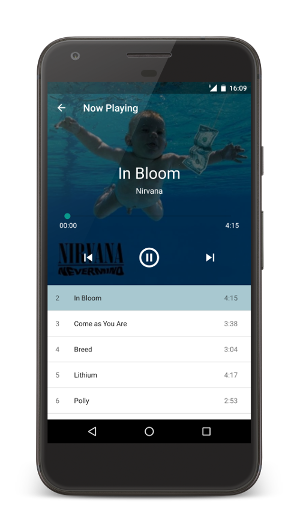 16:09
Now Playing
In Bloom
Nirvana
00:00 4:15
NIRVANA
NEVERMIND
2 In Bloom 4:15
3 Come as You Are 3:38
4 Breed 3:04
5 Lithium 4:17
6 Polly 2:53